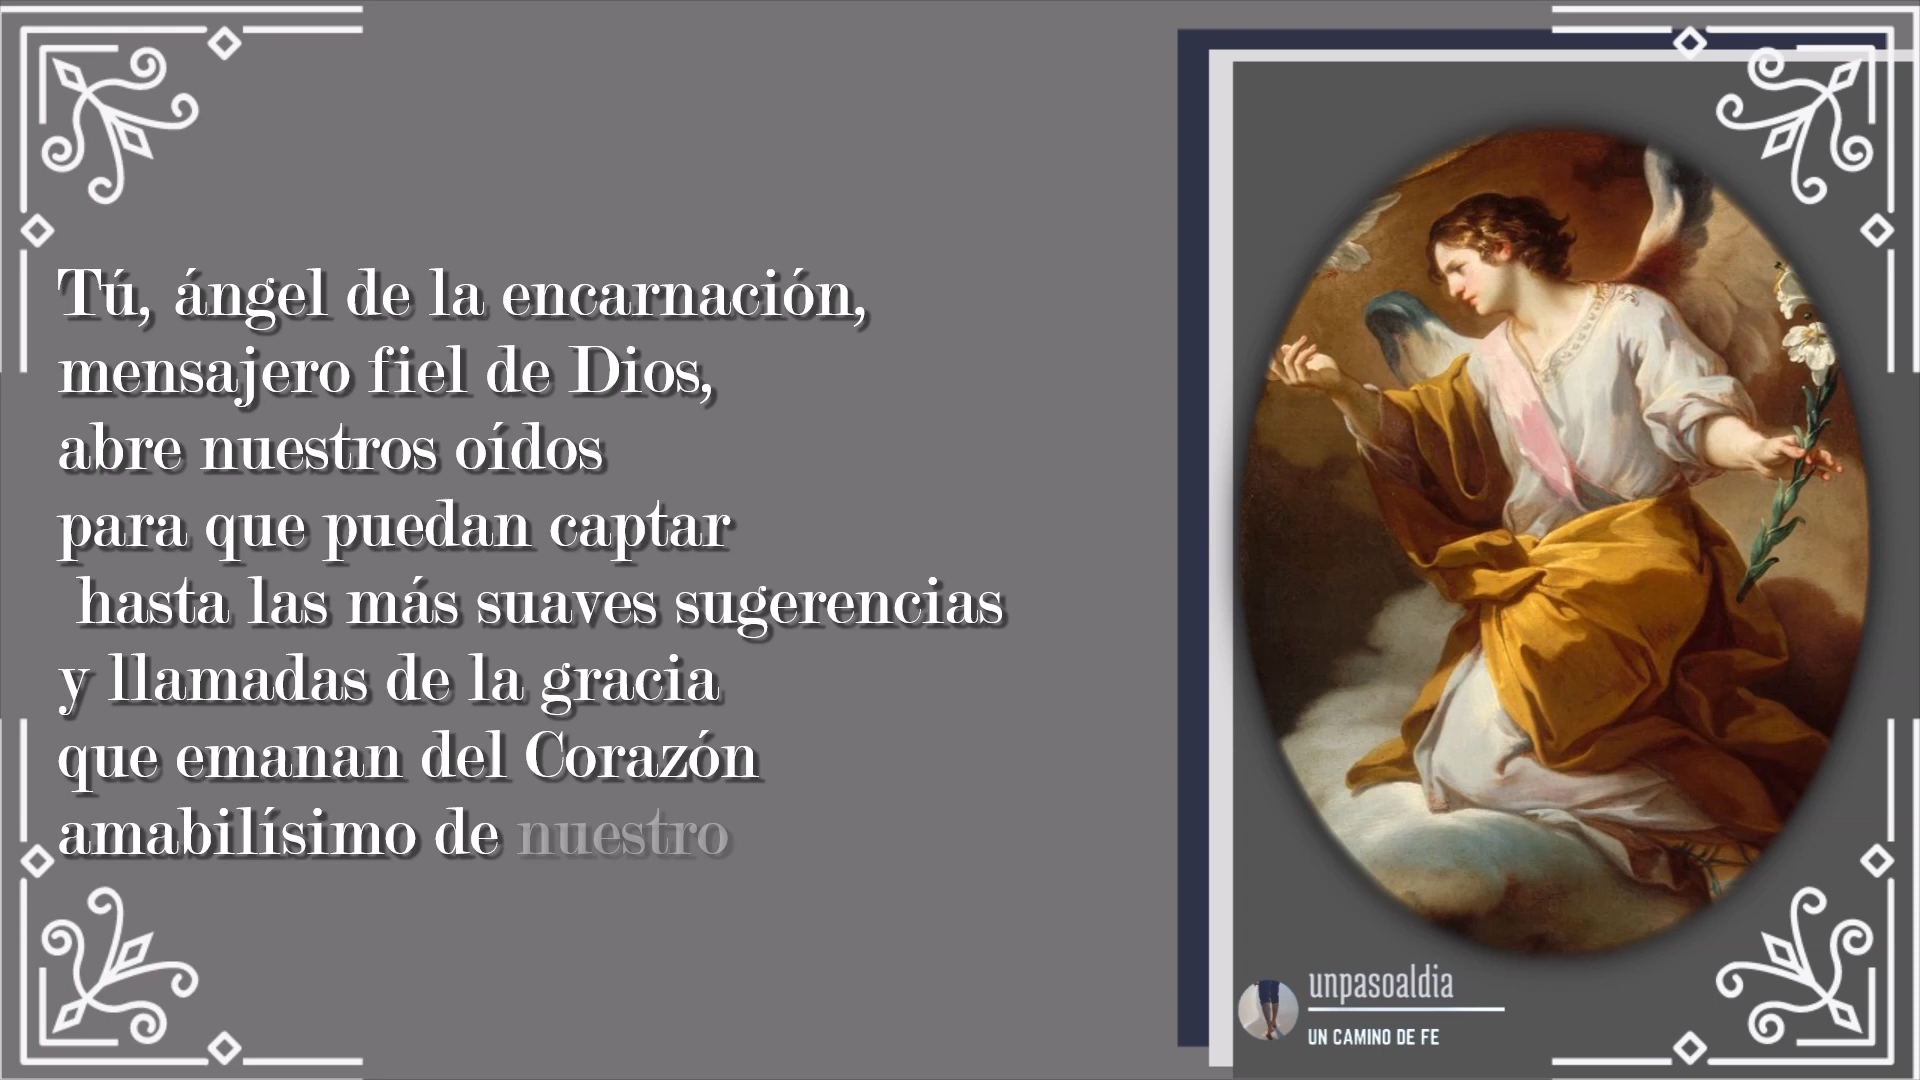 Tú, ángel de la encarnación,
mensajero fiel de Dios,
abre nuestros oídos
para que puedan captar
hasta las más suaves sugerencias
y llamadas de la gracia
que emanan del Corazón
amabilísimo de nuestro
unpasoaldia
UN CAMINO DE FE